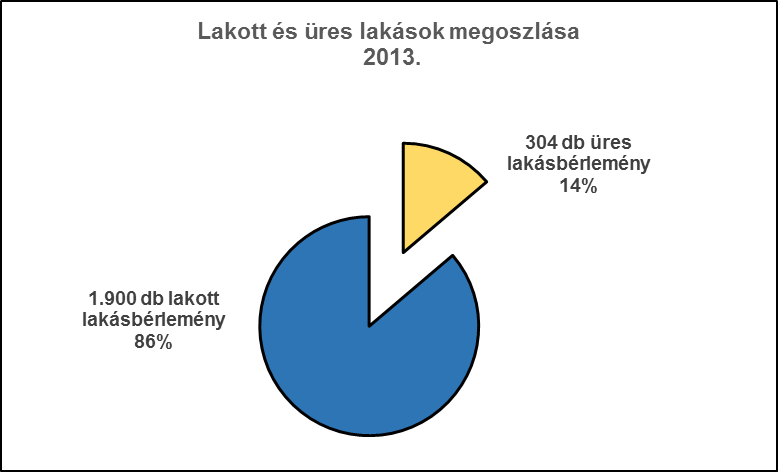 Lakott és üres lakások megoszlása
2013.
304 db üres
lakásbérlemény
14%
1.900 db lakott
lakásbérlemény
86%